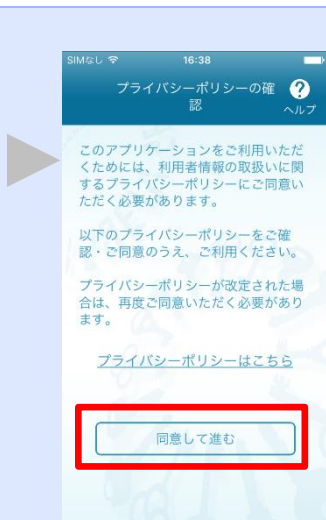 SIMなし 16:38
プライバシーポリシーの確
認
?
ヘルプ
このアプリケーションをご利用いただ
くためには、利用者情報の取扱いに関
するプライバシーポリシーにご同意い
ただく必要があります。
以下のプライバシーポリシーをご確
認・ご同意のうえ、ご利用ください。
プライバシーポリシーが改定された場
合は、再度ご同意いただく必要があり
ます。
プライバシーポリシーはこちら
同意して進む